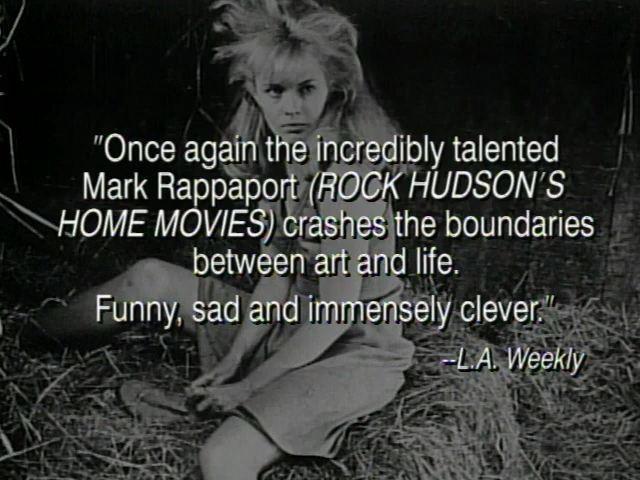 "Once again the incredibly talented
Mark Rappaport (ROCK HUDSON'S
HOME MOVIES) crashes the boundaries
between art and life.
Funny, sad and immensely clever."
--L.A. Weekly